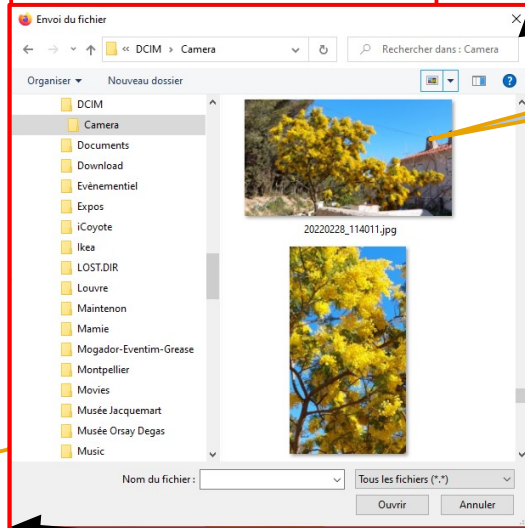 Envoi du fichier
« DCIM › Camera
Rechercher dans : Camera
Organiser
Nouveau dossier
DCIM
Camera
Documents
Download
Evènementiel
Expos
iCoyote
Ikea
LOST.DIR
Louvre
Maintenon
Mamie
Mogador-Eventim-Grease
Montpellier
Movies
Musée Jacquemart
Musée Orsay Degas
Music
20220228_114011.jpg
Nom du fichier :
Tous les fichiers (*.*)
Ouvrir
Annuler